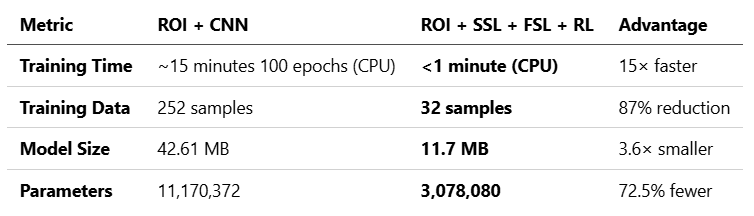 Metric ROI + CNN ROI + SSL + FSL + RL Advantage
Training Time ~15 minutes 100 epochs (CPU) <1 minute (CPU) 15× faster
Training Data 252 samples 32 samples 87% reduction
Model Size 42.61 MB 11.7 MB 3.6× smaller
Parameters 11,170,372 3,078,080 72.5% fewer